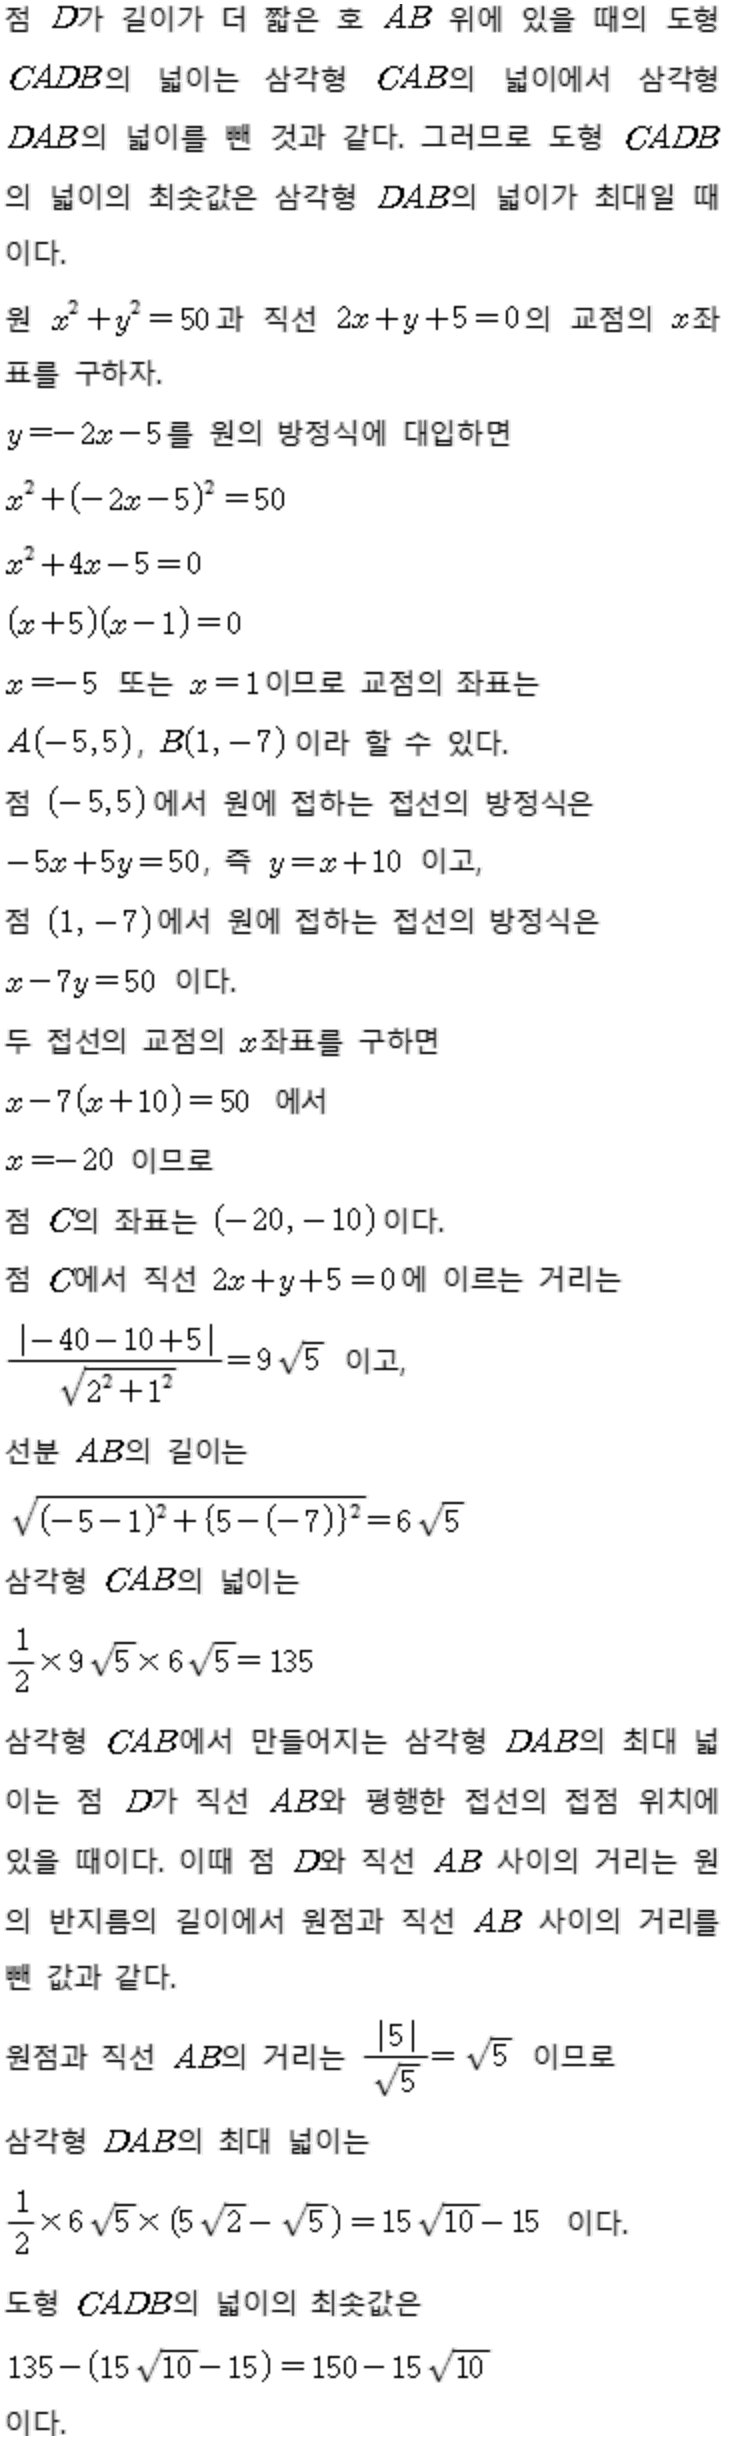 점 D가 길이가 더 짧은 호 AB 위에 있을 때의 도형
CADB의 넓이는 삼각형 CAB의 넓이에서 삼각형
DAB의 넓이를 뺀 것과 같다. 그러므로 도형 CADB
의 넓이의 최솟값은 삼각형 DAB의 넓이가 최대일 때
이다.
원 x²+y²=50과 직선 2x+y+5=0의 교점의 x좌
표를 구하자.
y=-2x-5를 원의 방정식에 대입하면
x²+(-2x-5)²=50
x²+4x-5=0
(x+5)(x-1)=0
x=-5 또는 x=1이므로 교점의 좌표는
A(-5,5), B(1,-7)이라 할 수 있다.
점 (-5,5)에서 원에 접하는 접선의 방정식은
-5x+5y=50, 즉 y=x+10 이고,
점 (1,-7)에서 원에 접하는 접선의 방정식은
x-7y=50 이다.
두 접선의 교점의 x좌표를 구하면
x-7(x+10)=50 에서
x=-20 이므로
점 C의 좌표는 (-20,-10)이다.
점 C에서 직선 2x+y+5=0에 이르는 거리는
|-40-10+5|/√(2²+1²)=9√5 이고,
선분 AB의 길이는
√((-5-1)²+{5-(-7)}²)=6√5
삼각형 CAB의 넓이는
1/2×9√5×6√5=135
삼각형 CAB에서 만들어지는 삼각형 DAB의 최대 넓
이는 점 D가 직선 AB와 평행한 접선의 접점 위치에
있을 때이다. 이때 점 D와 직선 AB 사이의 거리는 원
의 반지름의 길이에서 원점과 직선 AB 사이의 거리를
뺀 값과 같다.
원점과 직선 AB의 거리는 |5|/√5=√5 이므로
삼각형 DAB의 최대 넓이는
1/2×6√5×(5√2-√5)=15√10-15 이다.
도형 CADB의 넓이의 최솟값은
135-(15√10-15)=150-15√10
이다.